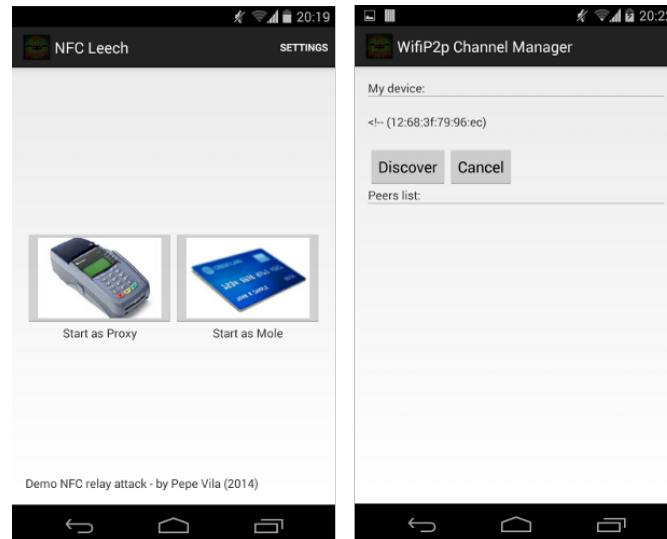 20:19
NFC Leech
SETTINGS
Start as Proxy
Start as Mole
Demo NFC relay attack - by Pepe Vila (2014)
20:22
WifiP2p Channel Manager
My device:
<!-- (12:68:3f:79:96:ec)
Discover
Cancel
Peers list: